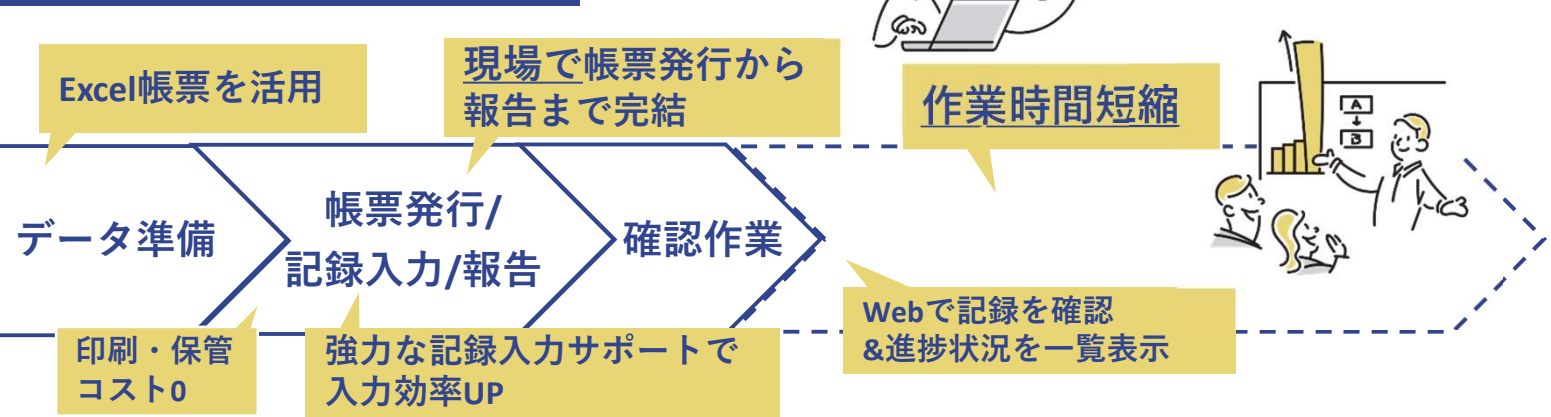 Excel帳票を活用
現場で帳票発行から
報告まで完結
作業時間短縮
A
B
データ準備
帳票発行/
記録入力/報告
確認作業
印刷・保管
コスト0
強力な記録入力サポートで
入力効率UP
Webで記録を確認
&進捗状況を一覧表示